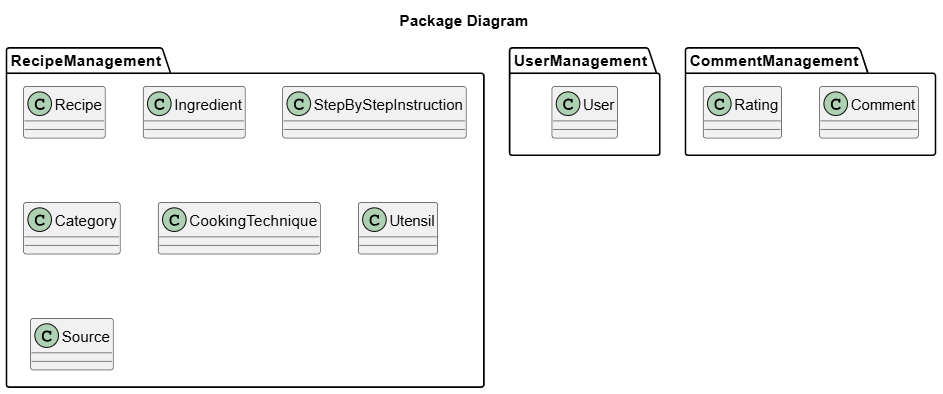 Package Diagram
RecipeManagement
UserManagement
CommentManagement
C Recipe
C Ingredient
C StepByStepInstruction
C User
C Rating
C Comment
C Category
C CookingTechnique
C Utensil
C Source